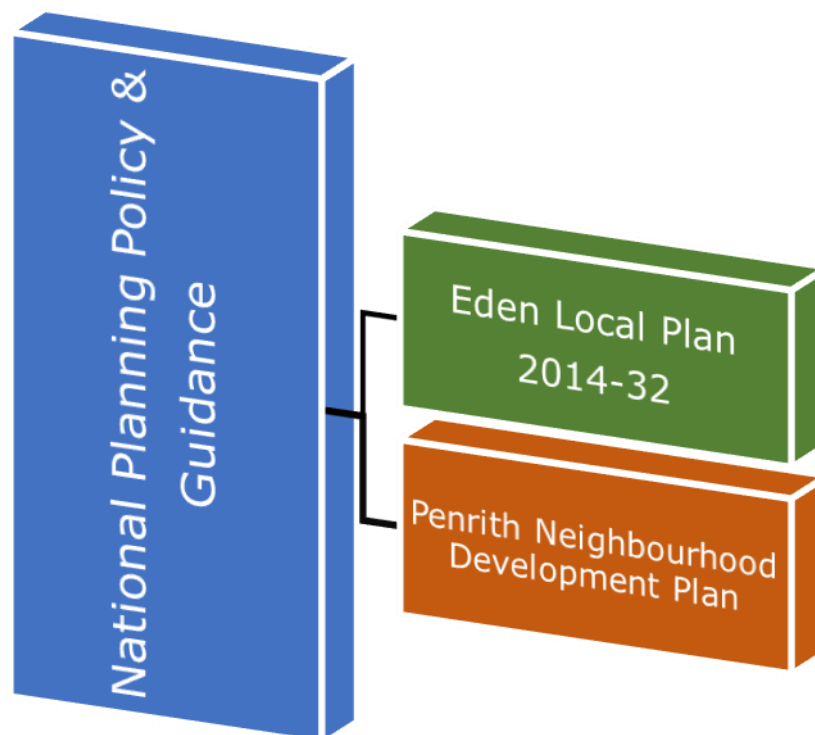 National Planning Policy &
Guidance
Eden Local Plan
2014-32
Penrith Neighbourhood
Development Plan